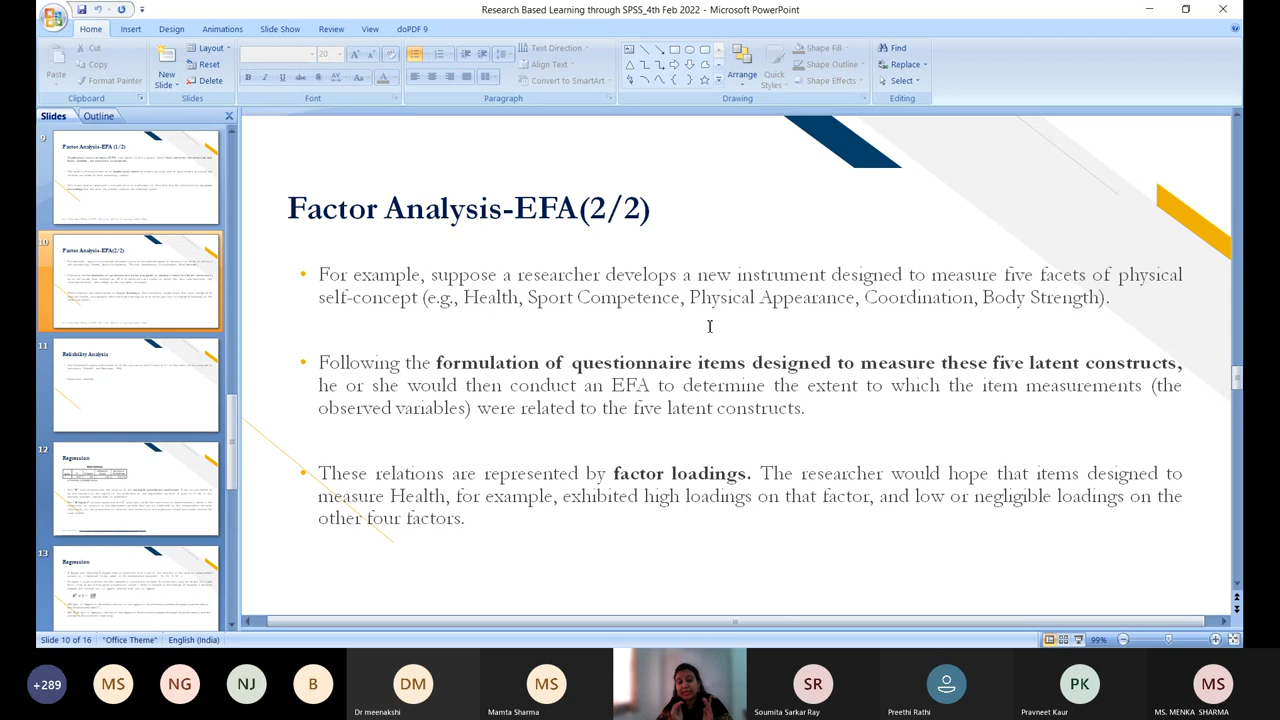 Research Based Learning through SPSS_4th Feb 2022 - Microsoft PowerPoint
Home Insert Design Animations Slide Show Review View doPDF 9
Cut
Copy
Format Painter
Paste
New Slide
Layout
Reset
Delete
20
Text Direction
Align Text
Convert to SmartArt
Arrange
Quick Styles
Shape Fill
Shape Outline
Shape Effects
Find
Replace
Select
Clipboard Slides Font Paragraph Drawing Editing
Slides Outline
9
Factor Analysis-EFA (1/2)
10
Factor Analysis-EFA(2/2)
11
Reliability Analysis
12
Regression
13
Regression
Factor Analysis-EFA(2/2)
For example, suppose a researcher develops a new instrument designed to measure five facets of physical
self-concept (e.g., Health, Sport Competence, Physical Appearance, Coordination, Body Strength).
Following the formulation of questionnaire items designed to measure these five latent constructs,
he or she would then conduct an EFA to determine the extent to which the item measurements (the
observed variables) were related to the five latent constructs.
These relations are represented by factor loadings. The researcher would hope that items designed to
measure Health, for example, exhibited high loadings on that factor, and low or negligible loadings on the
other four factors.
Slide 10 of 16 "Office Theme" English (India) 99%
+289 MS NG NJ B DM MS SR PK MS
Dr meenakshi Mamta Sharma Soumita Sarkar Ray Preethi Rathi Pravneet Kaur MS. MENKA SHARMA